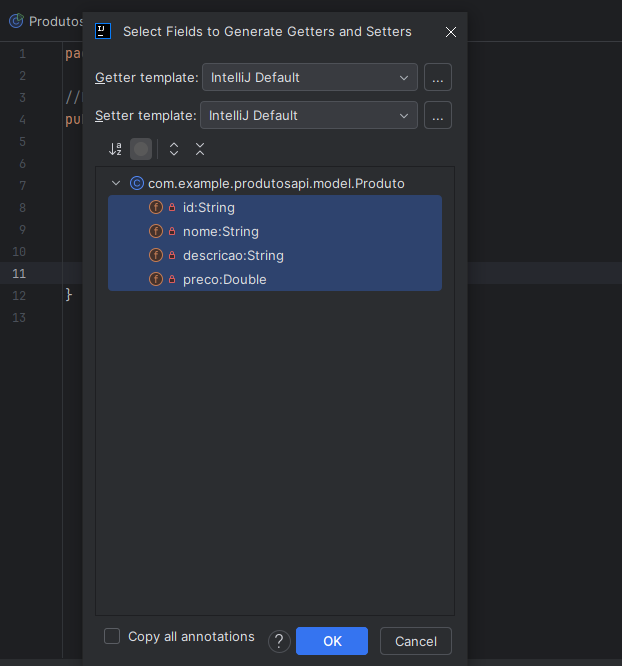 Produtos
Select Fields to Generate Getters and Setters
Getter template: IntelliJ Default ...
Setter template: IntelliJ Default ...
com.example.produtosapi.model.Produto
id:String
nome:String
descricao:String
preco:Double
Copy all annotations ? OK Cancel
1 pa
2
3 //
4 pu
5
6
7
8
9
10
11
12 }
13